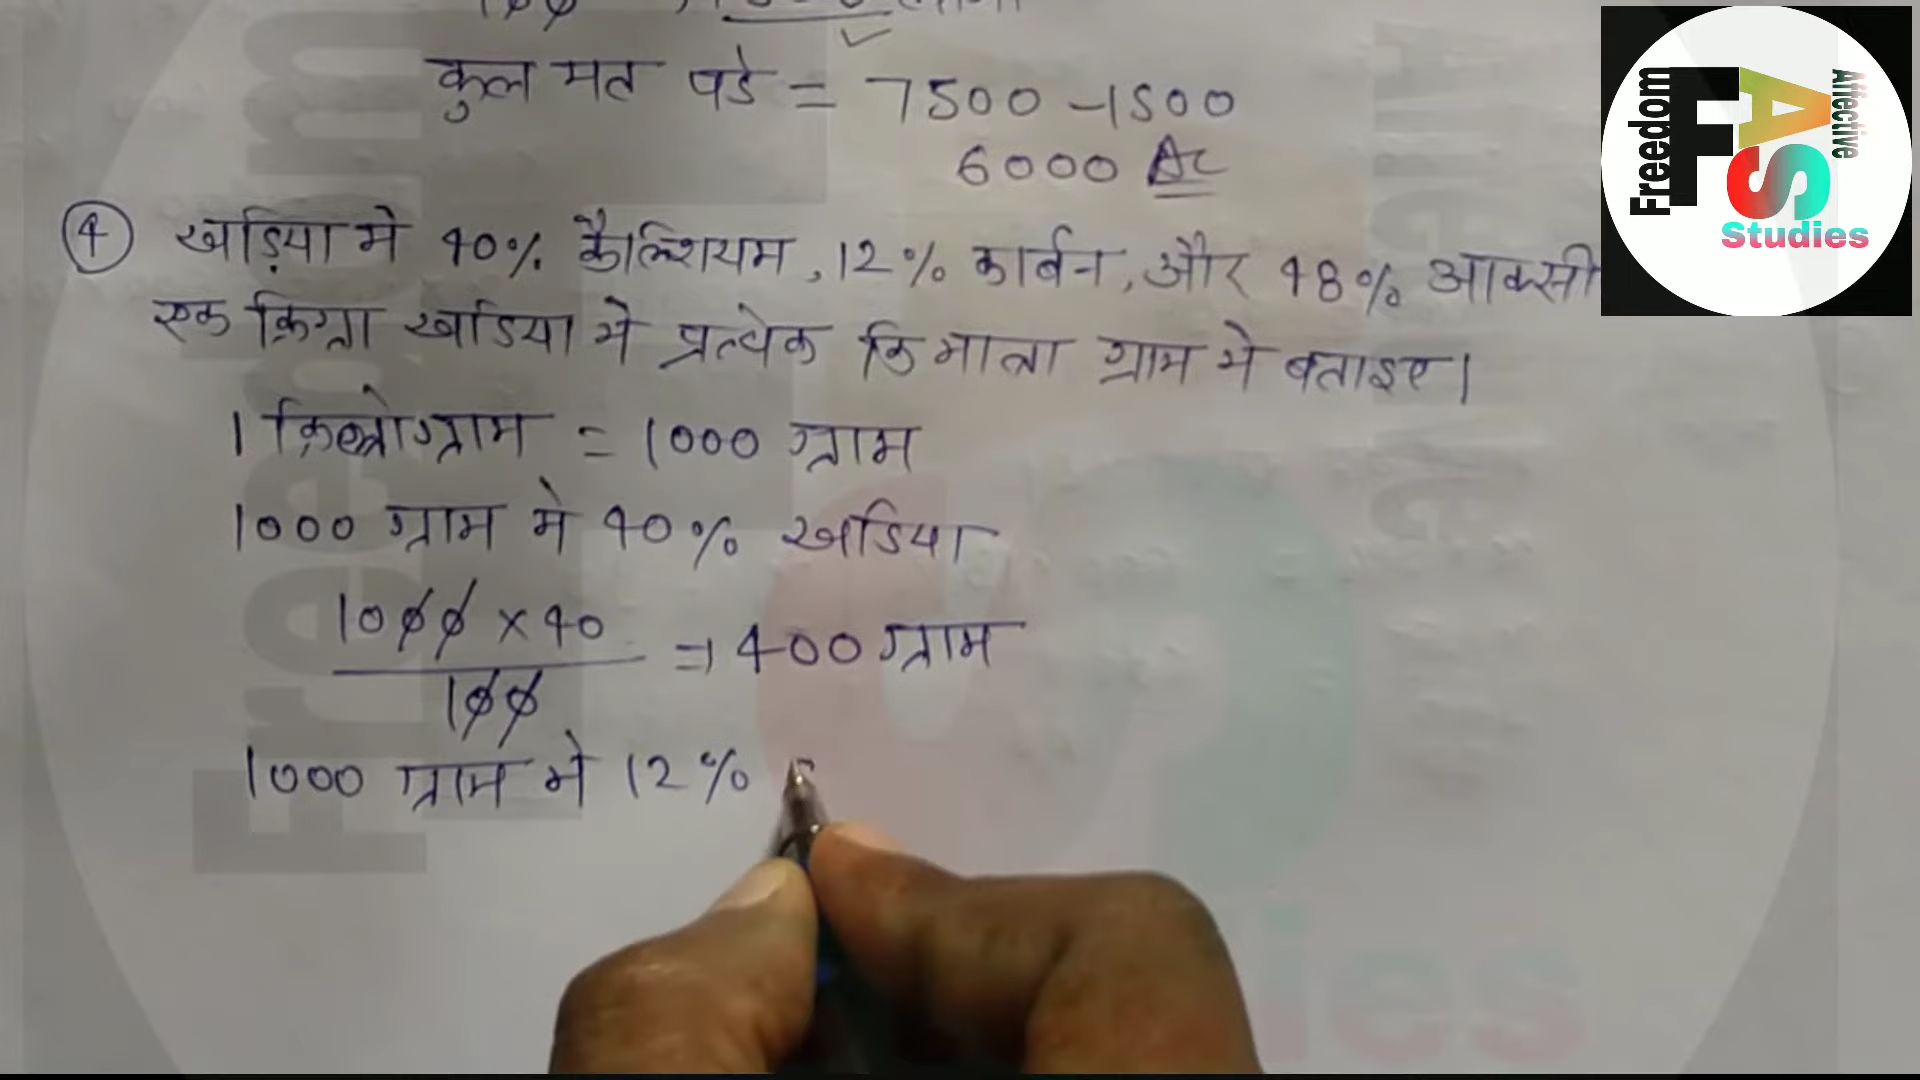 कुल मत पडे = 7500 - 1500
6000 Ac
④ खड़िया मे 40% कैल्शियम, 12% कार्बन, और 48% आक्सी
एक किग्रा खडिया मे प्रत्येक कि मात्रा ग्राम मे बताइए।
1 किलोग्राम = 1000 ग्राम
1000 ग्राम मे 40% खडिया
1000 × 40
100
= 400 ग्राम
1000 ग्राम मे 12%
Freedom
FAS
Affective
Studies